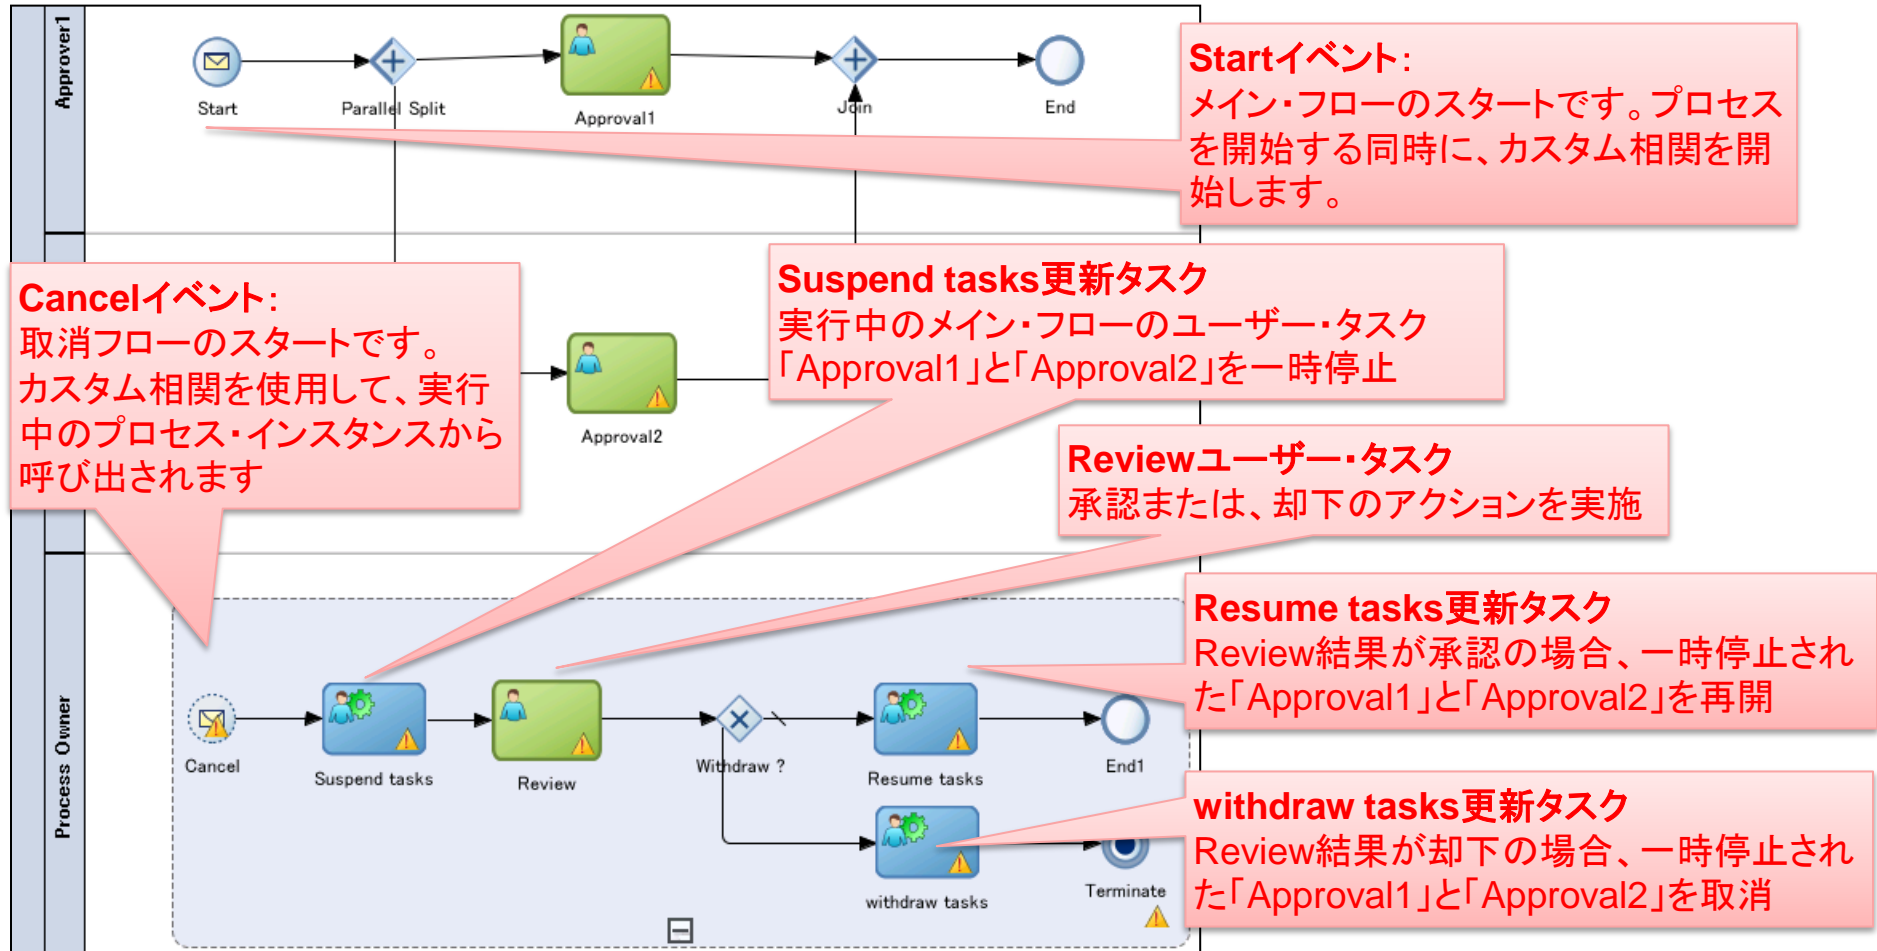 Approver1
Start
Parallel Split
Approval1
Join
End
Startイベント：
メイン・フローのスタートです。プロセス
を開始する同時に、カスタム相関を開
始します。
Cancelイベント：
取消フローのスタートです。
カスタム相関を使用して、実行
中のプロセス・インスタンスから
呼び出されます
Suspend tasks更新タスク
実行中のメイン・フローのユーザー・タスク
「Approval1」と「Approval2」を一時停止
Approval2
Reviewユーザー・タスク
承認または、却下のアクションを実施
Process Owner
Cancel
Suspend tasks
Review
Withdraw ?
Resume tasks
End1
Resume tasks更新タスク
Review結果が承認の場合、一時停止され
た「Approval1」と「Approval2」を再開
withdraw tasks
Terminate
withdraw tasks更新タスク
Review結果が却下の場合、一時停止され
た「Approval1」と「Approval2」を取消